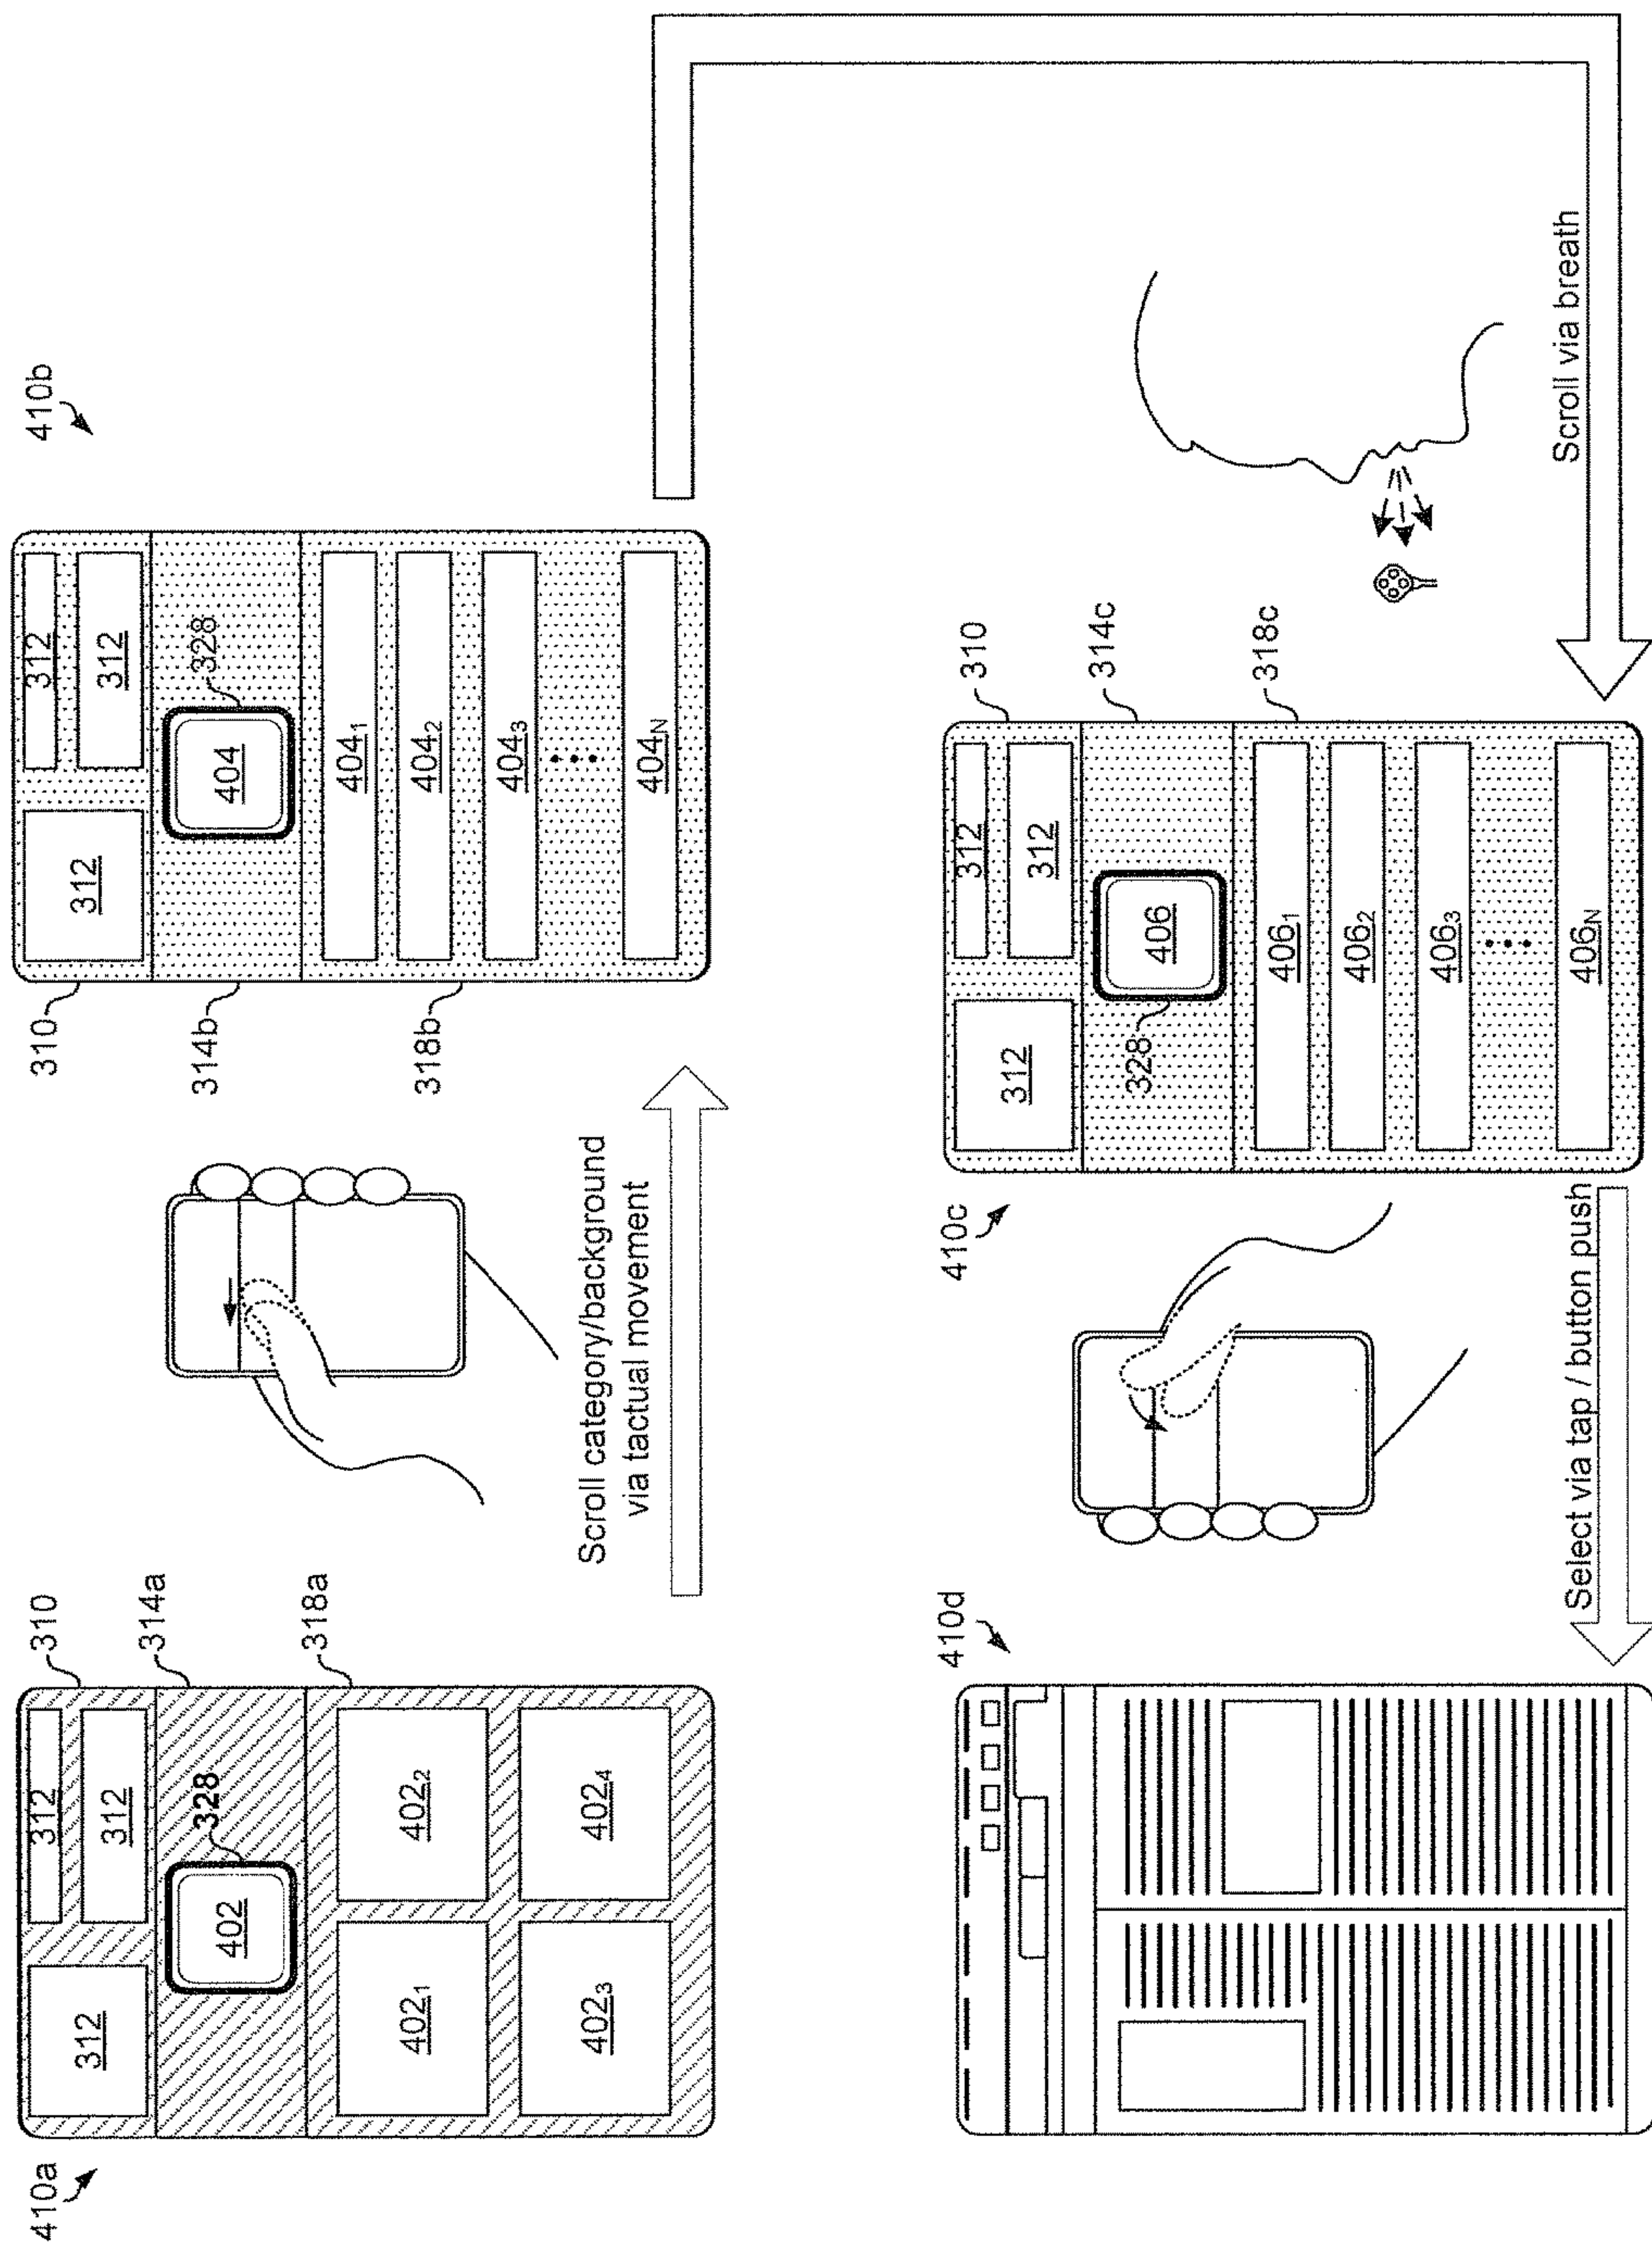 410a
310
312
312
312
314a
328
402
318a
402₁
402₂
402₃
402₄
Scroll category/background
via tactual movement
410b
310
312
312
312
314b
328
404
318b
404₁
404₂
404₃
•••
404N
Scroll via breath
410c
310
312
312
312
314c
328
406
318c
406₁
406₂
406₃
•••
406N
Select via tap / button push
410d